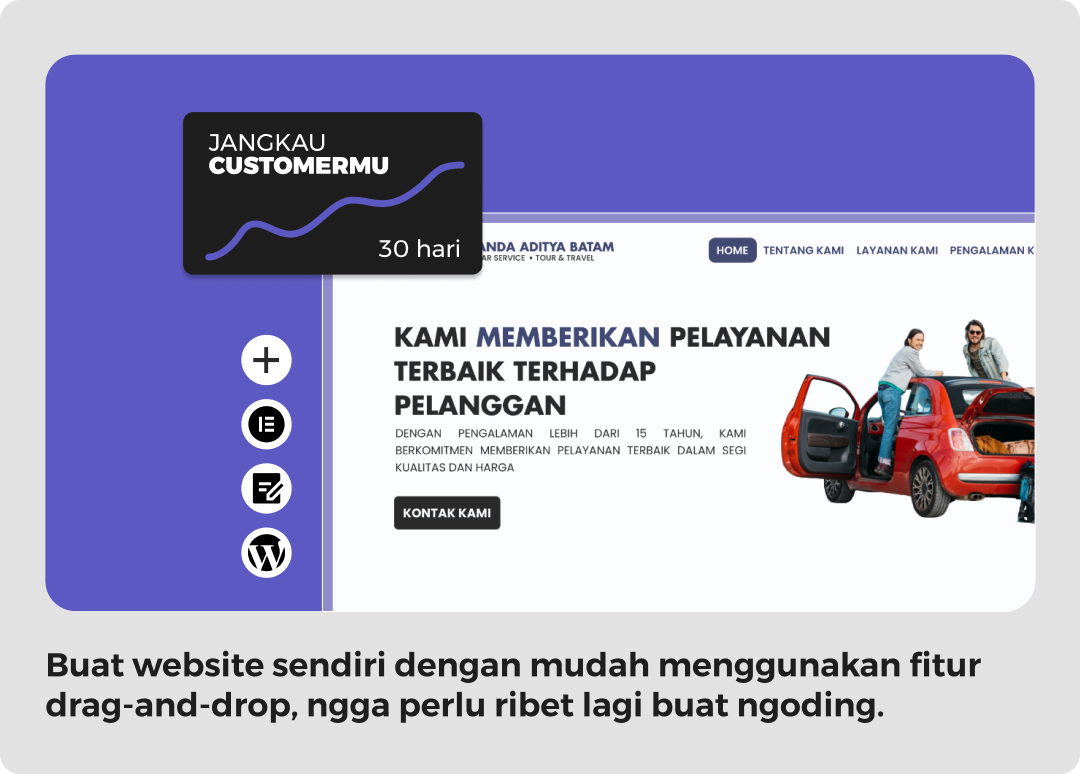 JANGKAU
CUSTOMERMU
30 hari
ADITYA BATAM
SERVICE • TOUR & TRAVEL
HOME TENTANG KAMI LAYANAN KAMI PENGALAMAN
KAMI MEMBERIKAN PELAYANAN
TERBAIK TERHADAP
PELANGGAN
DENGAN PENGALAMAN LEBIH DARI 15 TAHUN, KAMI
BERKOMITMEN MEMBERIKAN PELAYANAN TERBAIK DALAM SEGI
KUALITAS DAN HARGA
KONTAK KAMI
Buat website sendiri dengan mudah menggunakan fitur
drag-and-drop, ngga perlu ribet lagi buat ngoding.